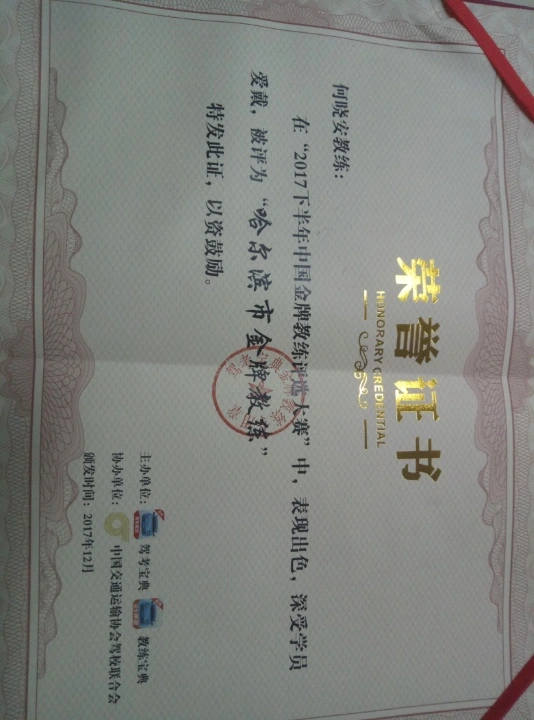 荣誉证书
HONORARY CREDENTIAL
何晓安教练：
在“2017下半年中国金牌教练评选大赛”中，表现出色，深受学员
爱戴，被评为“哈尔滨市金牌教练”
特发此证，以资鼓励。
主办单位： 驾考宝典 教练宝典
协办单位： 中国交通运输协会驾校联合会
颁发时间：2017年12月